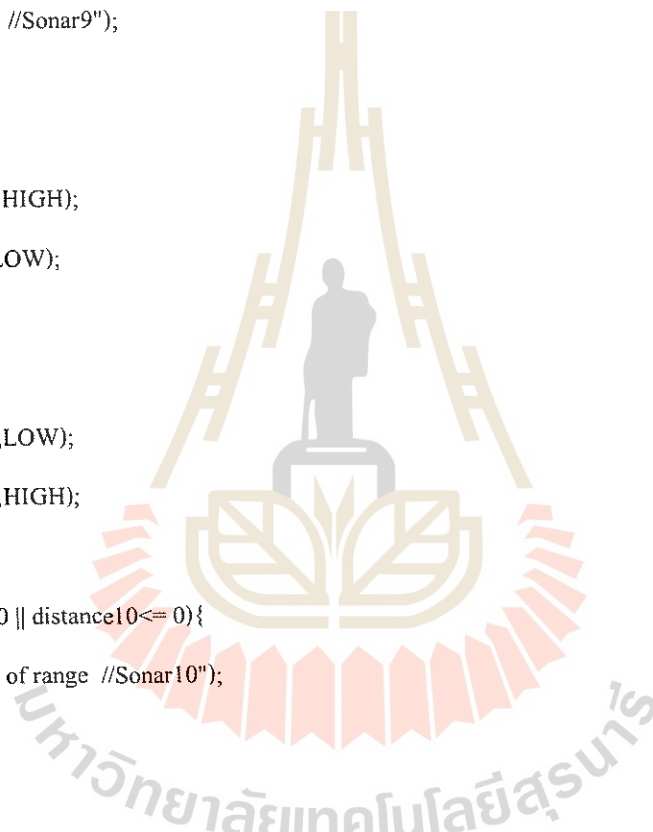 //Sonar9");
HIGH);
LOW);
LOW);
HIGH);
0 || distance10<= 0){
of range //Sonar10");
มหาวิทยาลัยเทคโนโลยีสุรนารี